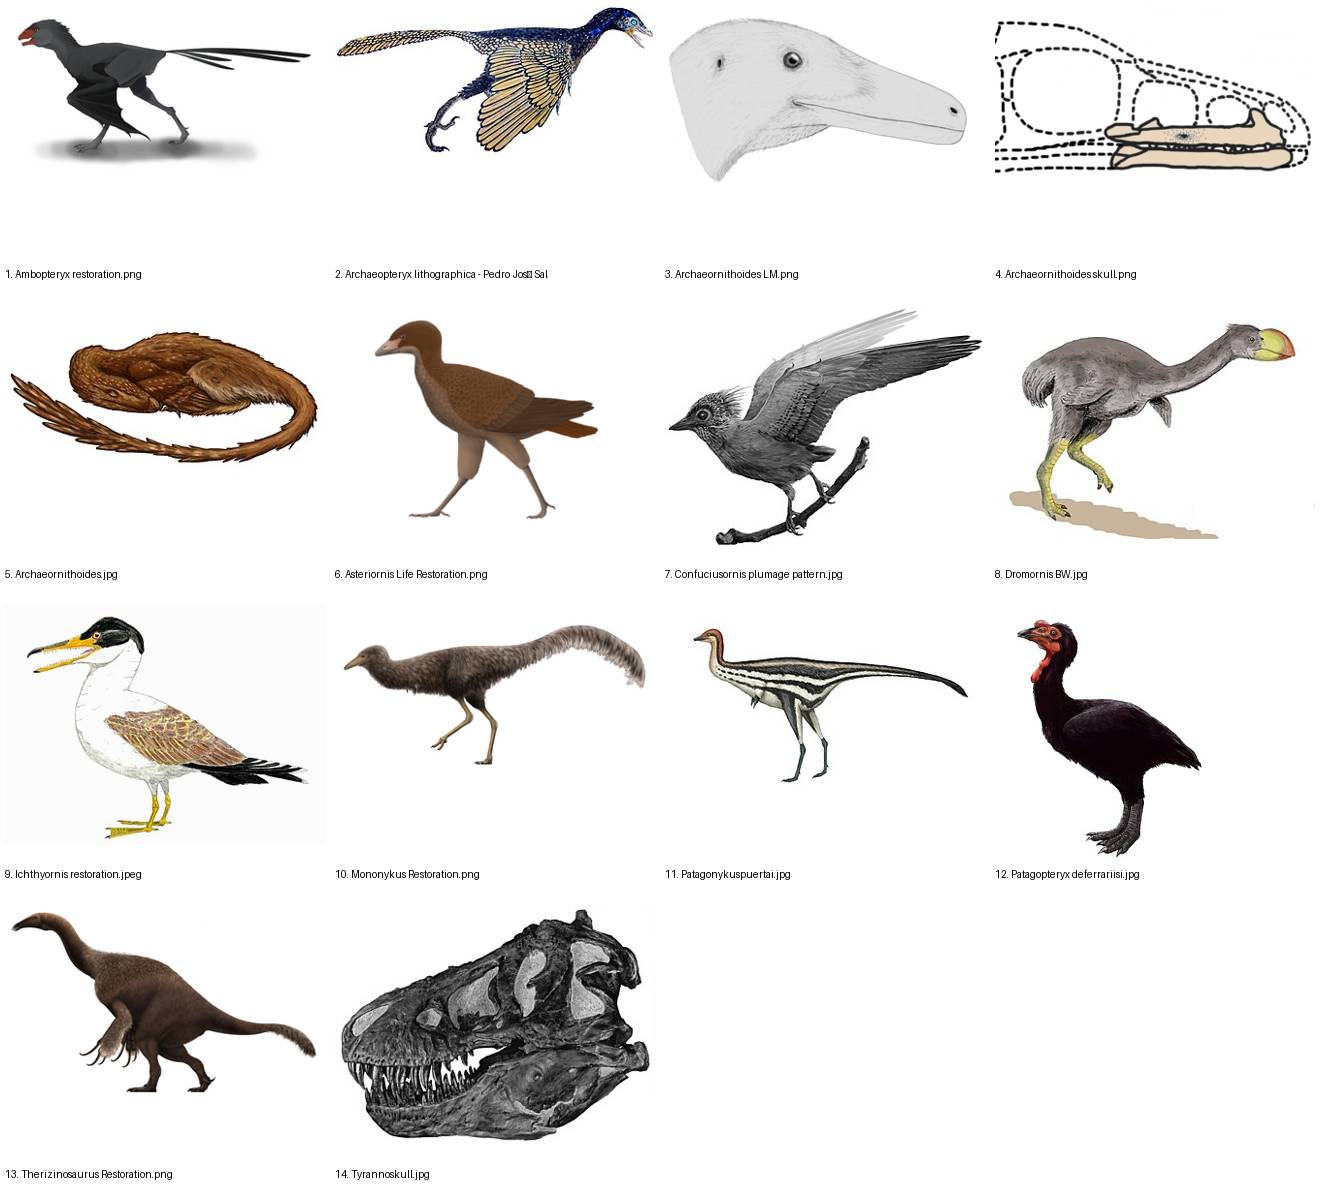 1. Ambopteryx restoration.png
2. Archaeopteryx lithographica - Pedro Jos▯ Sal
3. Archaeornithoides LM.png
4. Archaeornithoides skull.png
5. Archaeornithoides.jpg
6. Asteriornis Life Restoration.png
7. Confuciusornis plumage pattern.jpg
8. Dromornis BW.jpg
9. Ichthyornis restoration.jpeg
10. Mononykus Restoration.png
11. Patagonykuspuertai.jpg
12. Patagopteryx deferrariisi.jpg
13. Therizinosaurus Restoration.png
14. Tyrannoskull.jpg